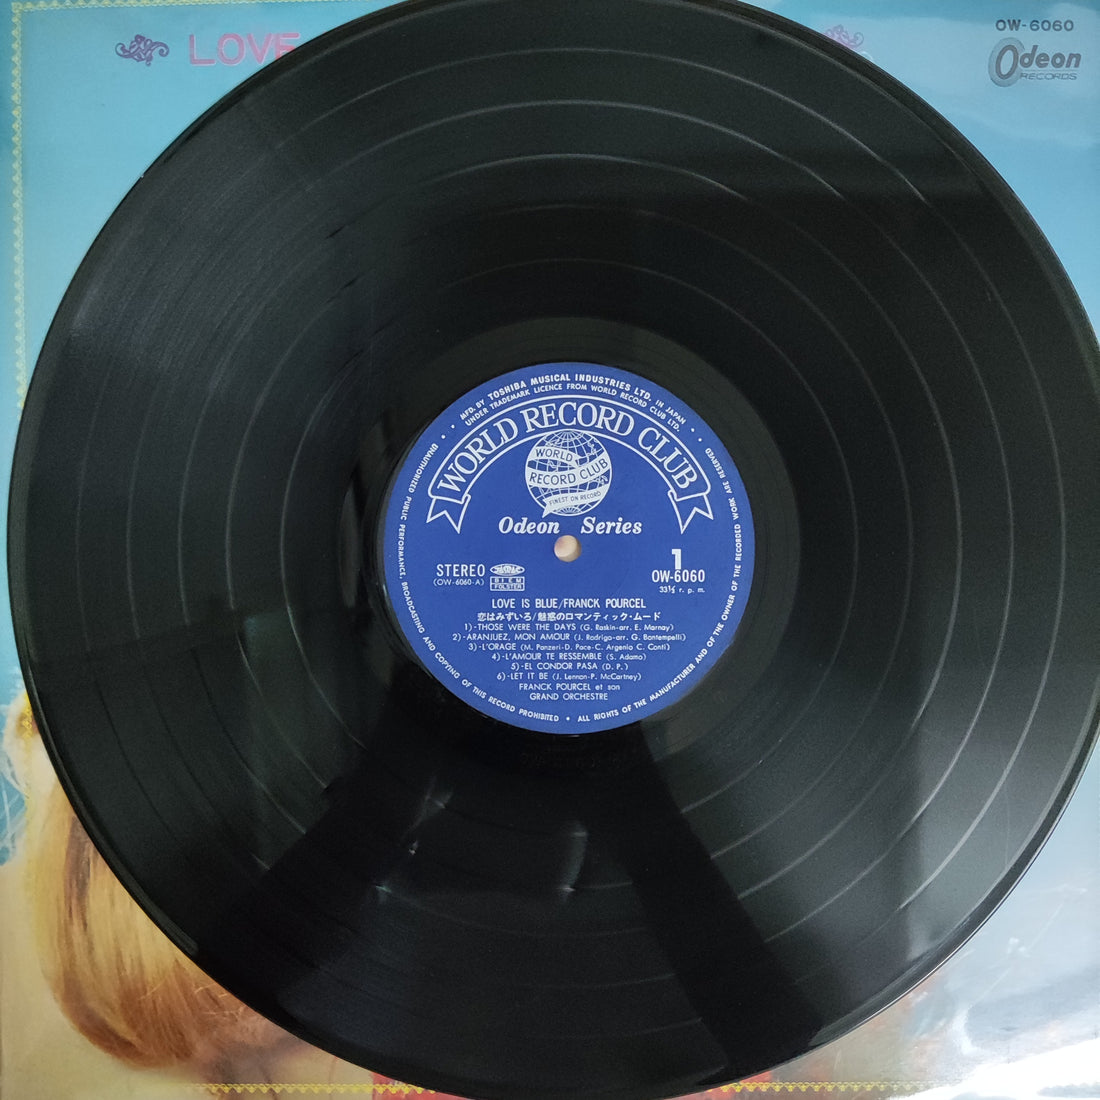 LOVE
OW-6060
Odeon
RECORDS
MFD. BY TOSHIBA MUSICAL INDUSTRIES LTD. IN JAPAN
UNDER TRADEMARK LICENCE FROM WORLD RECORD CLUB LTD.
WORLD RECORD CLUB
WORLD
RECORD CLUB
FINEST ON RECORD
Odeon Series
STEREO
(OW-6060-A)
BIEM
1
OW-6060
33⅓ r. p. m.
LOVE IS BLUE/FRANCK POURCEL
恋はみずいろ/魅惑のロマンティック・ムード
1)-THOSE WERE THE DAYS (G. Raskin-arr. E. Marnay)
2)-ARANJUEZ, MON AMOUR (J. Rodrigo-arr. G. Bontempelli)
3)-L'ORAGE (M. Panzeri-D. Pace-C. Argenio C. Conti)
4)-L'AMOUR TE RESSEMBLE (S. Adamo)
5)-EL CONDOR PASA (D. P.)
6)-LET IT BE (J. Lennon-P. McCartney)
FRANCK POURCEL et son
GRAND ORCHESTRE
UNAUTHORIZED PUBLIC PERFORMANCE, BROADCASTING AND COPYING OF THIS RECORD PROHIBITED • ALL RIGHTS OF THE MANUFACTURER AND OF THE OWNER OF THE RECORDED WORK ARE RESERVED